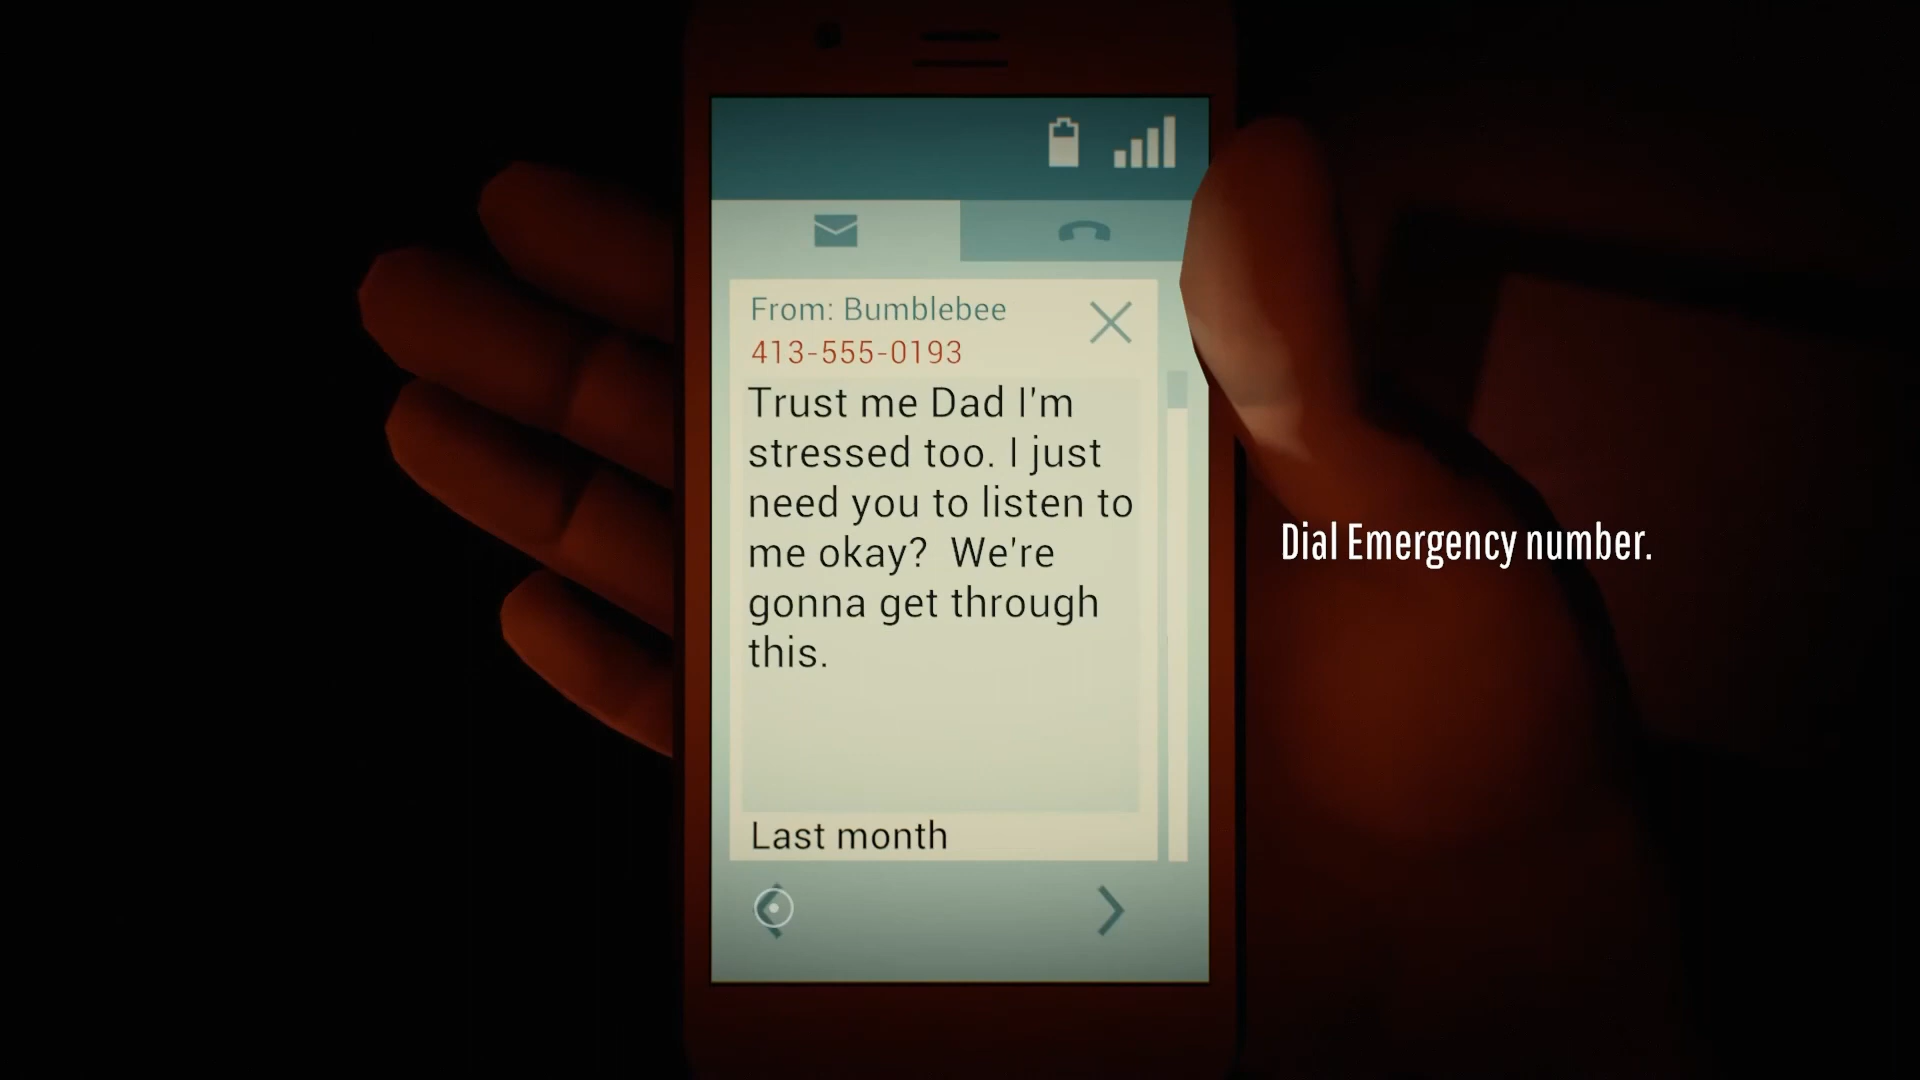 From: Bumblebee
413-555-0193
Trust me Dad I'm
stressed too. I just
need you to listen to
me okay?  We're
gonna get through
this.
Last month
Dial Emergency number.